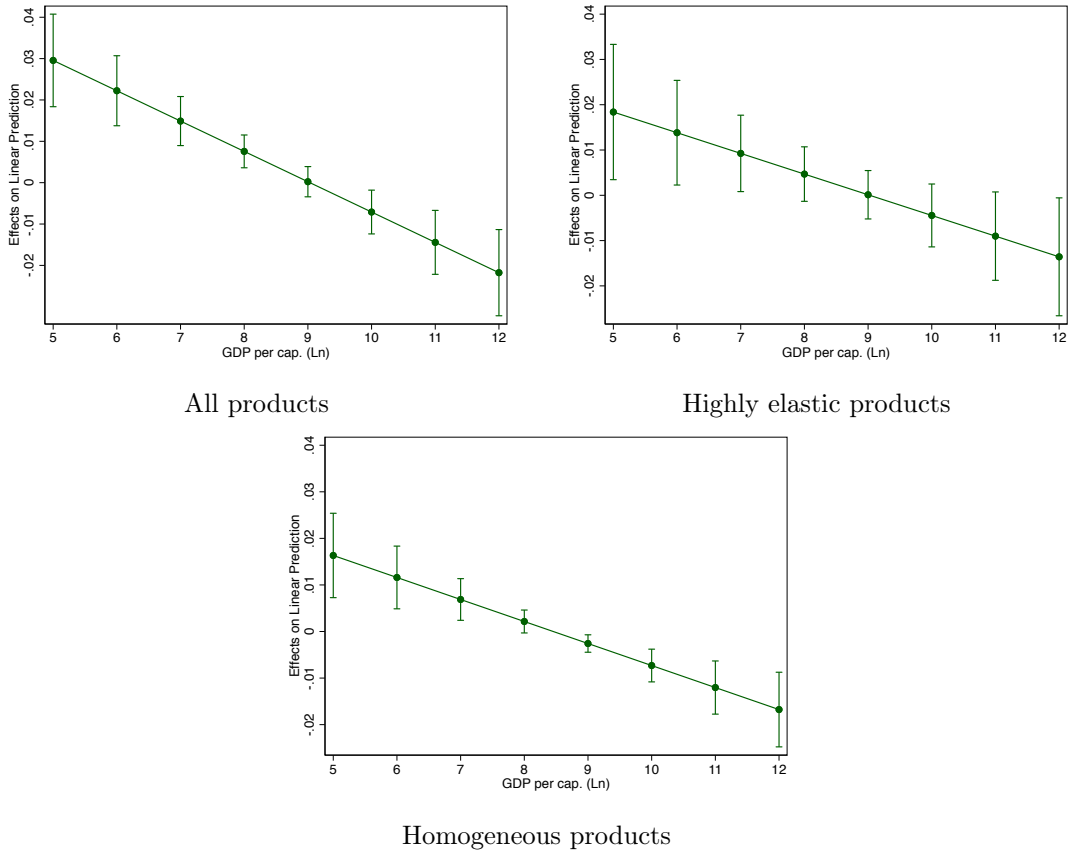 .04
.03
.02
.01
0
-.01
-.02
Effects on Linear Prediction
5 6 7 8 9 10 11 12
GDP per cap. (Ln)
All products
.04
.03
.02
.01
0
-.01
-.02
Effects on Linear Prediction
5 6 7 8 9 10 11 12
GDP per cap. (Ln)
Highly elastic products
.04
.03
.02
.01
0
-.01
-.02
Effects on Linear Prediction
5 6 7 8 9 10 11 12
GDP per cap. (Ln)
Homogeneous products